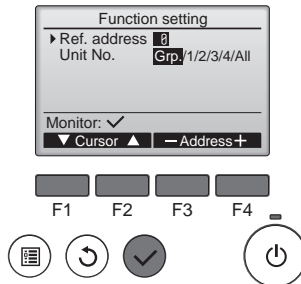 Function setting
Ref. address 0
Unit No. Grp./1/2/3/4/All
Monitor: ✓
▼ Cursor ▲ －Address＋
F1 F2 F3 F4